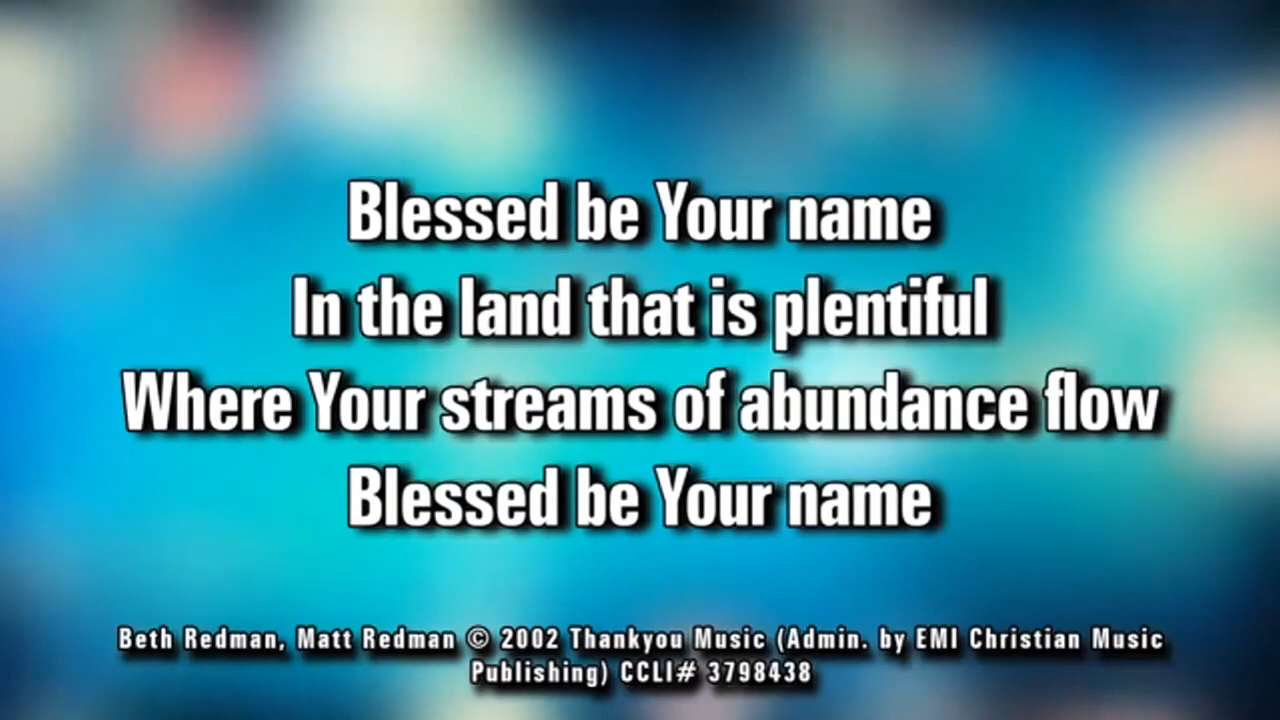 Blessed be Your name
In the land that is plentiful
Where Your streams of abundance flow
Blessed be Your name
Beth Redman, Matt Redman © 2002 Thankyou Music (Admin. by EMI Christian Music
Publishing) CCLI# 3798438